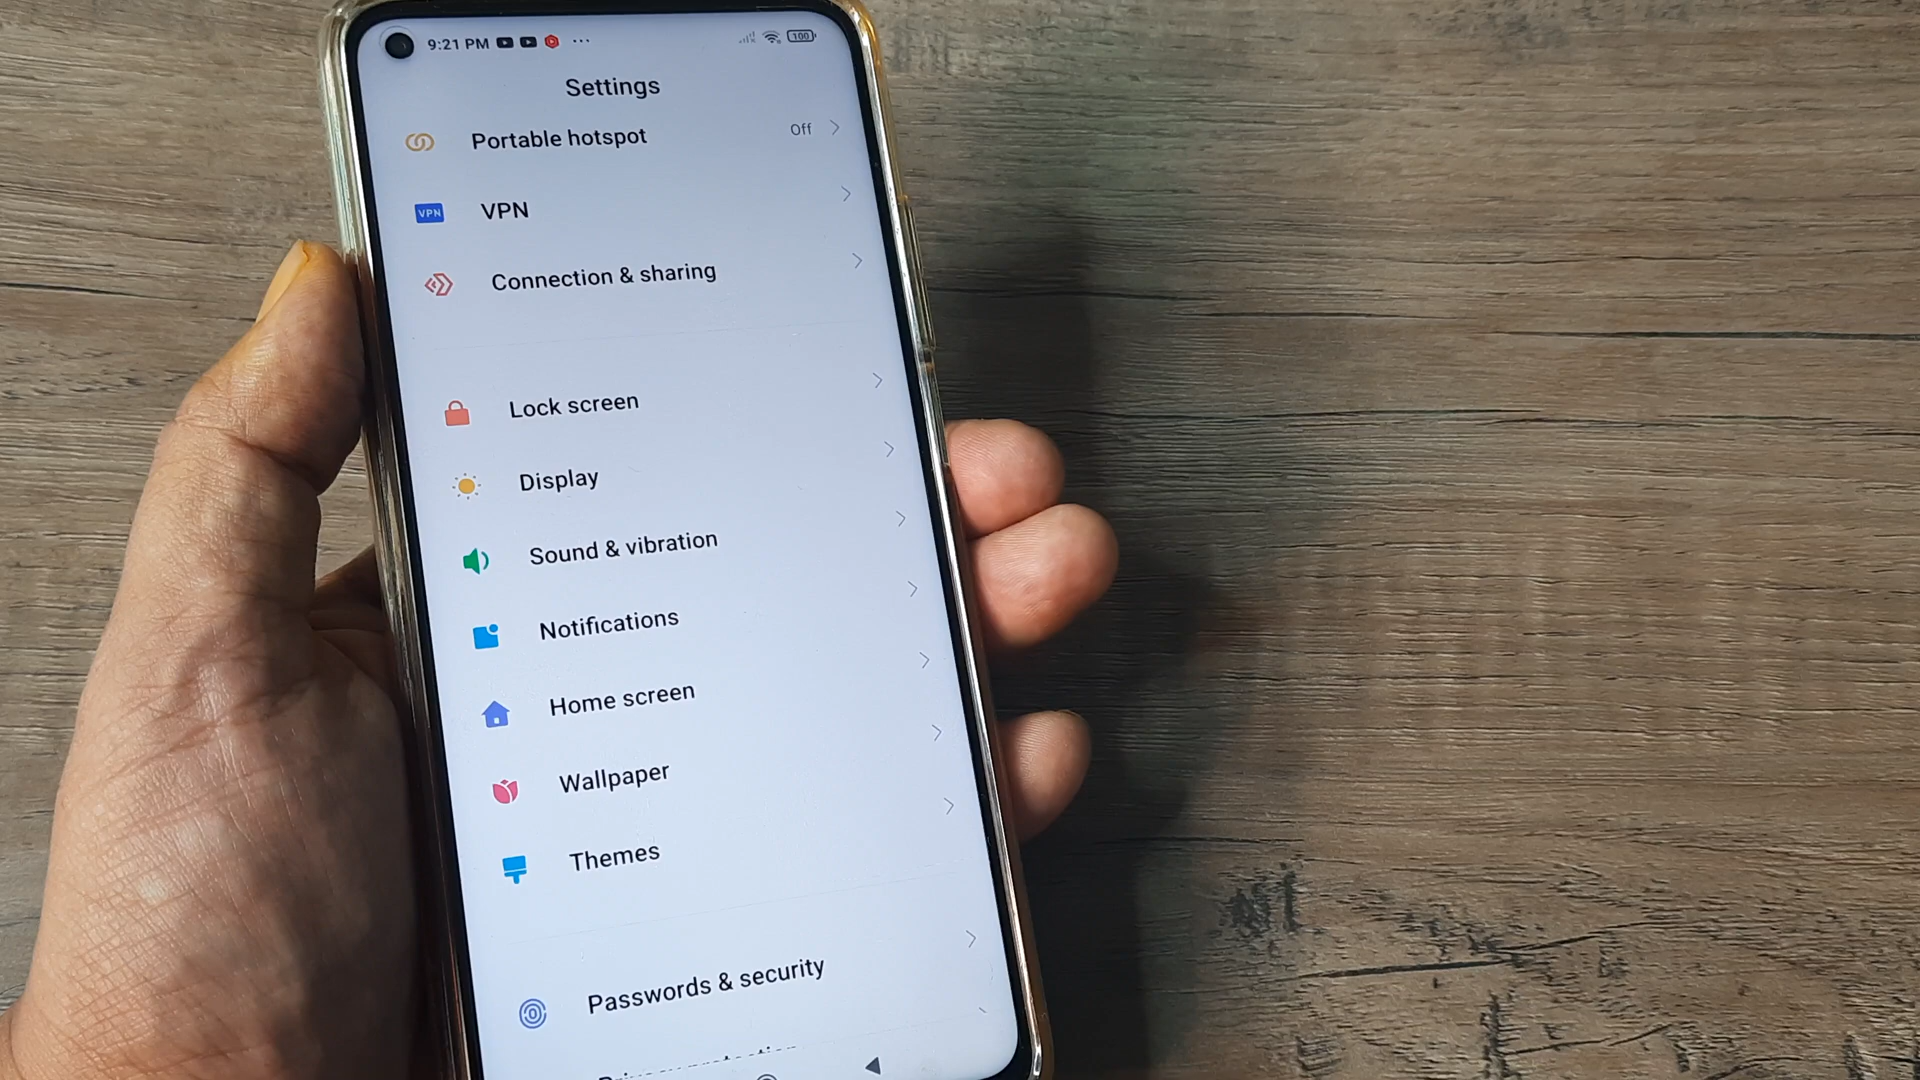 9:21 PM 100
Settings
Portable hotspot Off
VPN VPN
Connection & sharing
Lock screen
Display
Sound & vibration
Notifications
Home screen
Wallpaper
Themes
Passwords & security